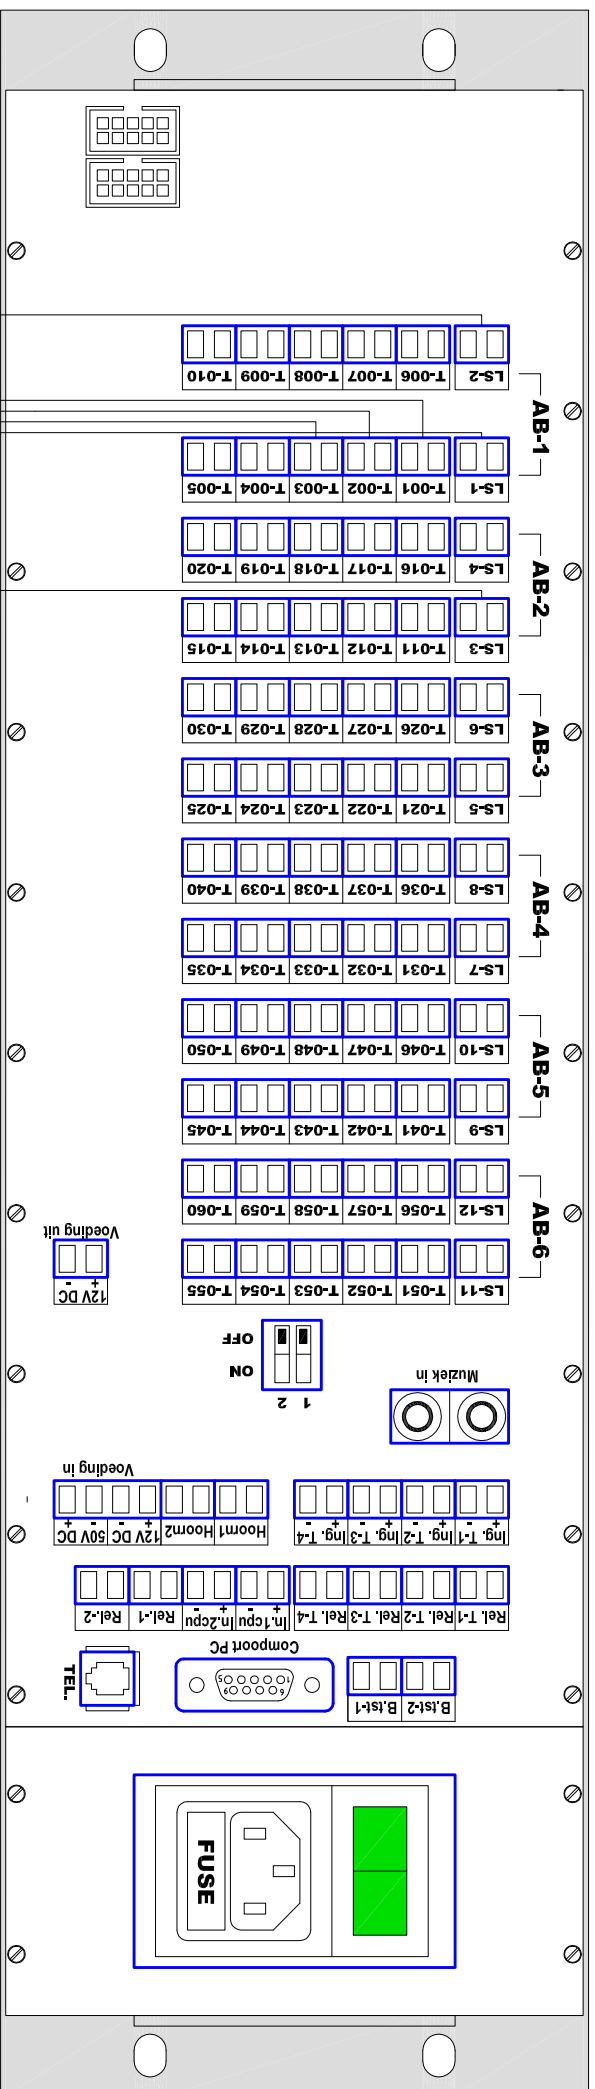 LS-2 T-006 T-007 T-008 T-009 T-010
AB-1
LS-1 T-001 T-002 T-003 T-004 T-005
LS-4 T-016 T-017 T-018 T-019 T-020
AB-2
LS-3 T-011 T-012 T-013 T-014 T-015
LS-6 T-026 T-027 T-028 T-029 T-030
AB-3
LS-5 T-021 T-022 T-023 T-024 T-025
LS-8 T-036 T-037 T-038 T-039 T-040
AB-4
LS-7 T-031 T-032 T-033 T-034 T-035
LS-10 T-046 T-047 T-048 T-049 T-050
AB-5
LS-9 T-041 T-042 T-043 T-044 T-045
LS-12 T-056 T-057 T-058 T-059 T-060
AB-6
Voeding uit
+ -
12V DC
LS-11 T-051 T-052 T-053 T-054 T-055
OFF
ON
1 2
Muziek in
Voeding in
+ - + - + - + - + - + -
Ing. T-1 Ing. T-2 Ing. T-3 Ing. T-4 Hoorn1 Hoorn2 12V DC 50V DC
+ - + -
Rel. T-1 Rel. T-2 Rel. T-3 Rel. T-4 In.1cpu In.2cpu Rel.-1 Rel.-2
Compoort PC
TEL.
1 5
6 9
B.tst-2 B.tst-1
FUSE